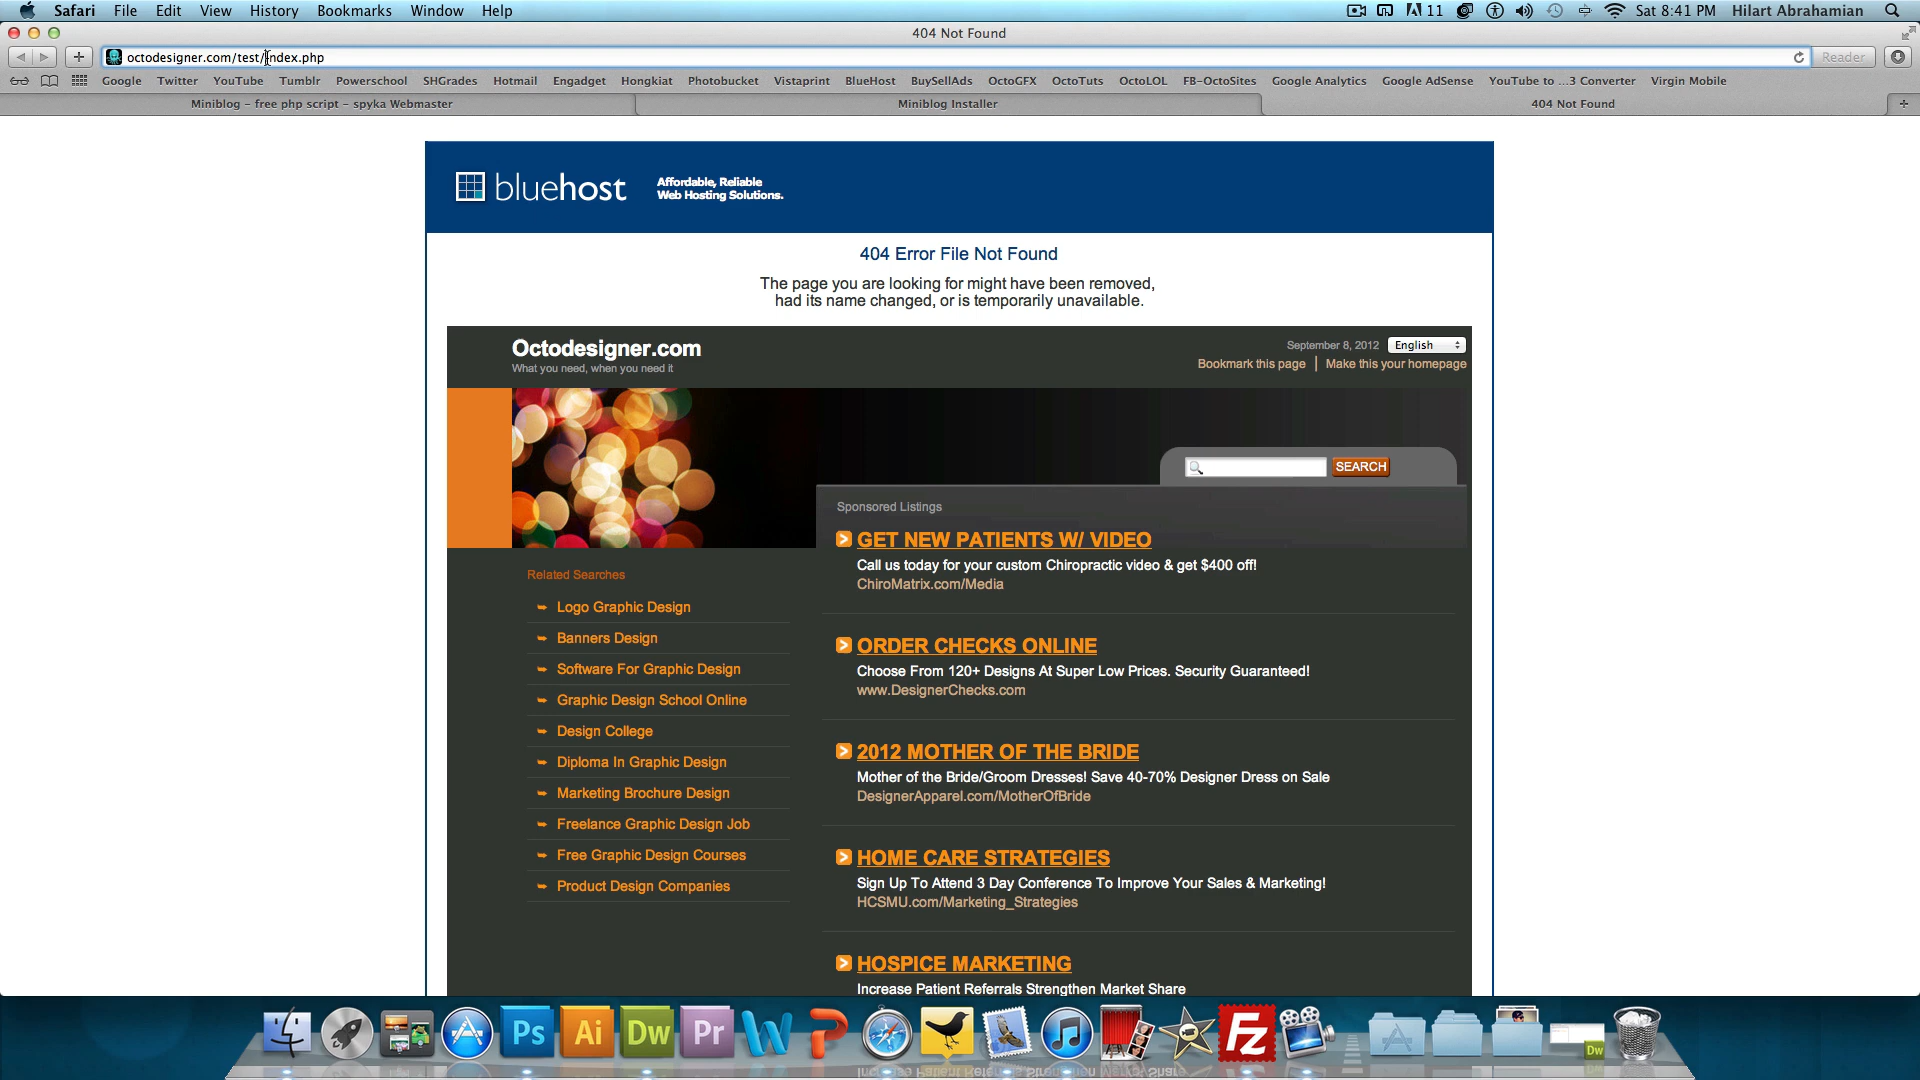 Safari File Edit View History Bookmarks Window Help
11 Sat 8:41 PM Hilart Abrahamian
404 Not Found
octodesigner.com/test/index.php
Reader
Google Twitter YouTube Tumblr Powerschool SHGrades Hotmail Engadget Hongkiat Photobucket Vistaprint BlueHost BuySellAds OctoGFX OctoTuts OctoLOL FB-OctoSites Google Analytics Google AdSense YouTube to ...3 Converter Virgin Mobile
Miniblog - free php script - spyka Webmaster
Miniblog Installer
404 Not Found
bluehost
Affordable, Reliable
Web Hosting Solutions.
404 Error File Not Found
The page you are looking for might have been removed,
had its name changed, or is temporarily unavailable.
Octodesigner.com
What you need, when you need it
September 8, 2012 English
Bookmark this page | Make this your homepage
SEARCH
Related Searches
Logo Graphic Design
Banners Design
Software For Graphic Design
Graphic Design School Online
Design College
Diploma In Graphic Design
Marketing Brochure Design
Freelance Graphic Design Job
Free Graphic Design Courses
Product Design Companies
Sponsored Listings
GET NEW PATIENTS W/ VIDEO
Call us today for your custom Chiropractic video & get $400 off!
ChiroMatrix.com/Media
ORDER CHECKS ONLINE
Choose From 120+ Designs At Super Low Prices. Security Guaranteed!
www.DesignerChecks.com
2012 MOTHER OF THE BRIDE
Mother of the Bride/Groom Dresses! Save 40-70% Designer Dress on Sale
DesignerApparel.com/MotherOfBride
HOME CARE STRATEGIES
Sign Up To Attend 3 Day Conference To Improve Your Sales & Marketing!
HCSMU.com/Marketing_Strategies
HOSPICE MARKETING
Increase Patient Referrals Strengthen Market Share
Ps Ai Dw Pr W P Fz Dw